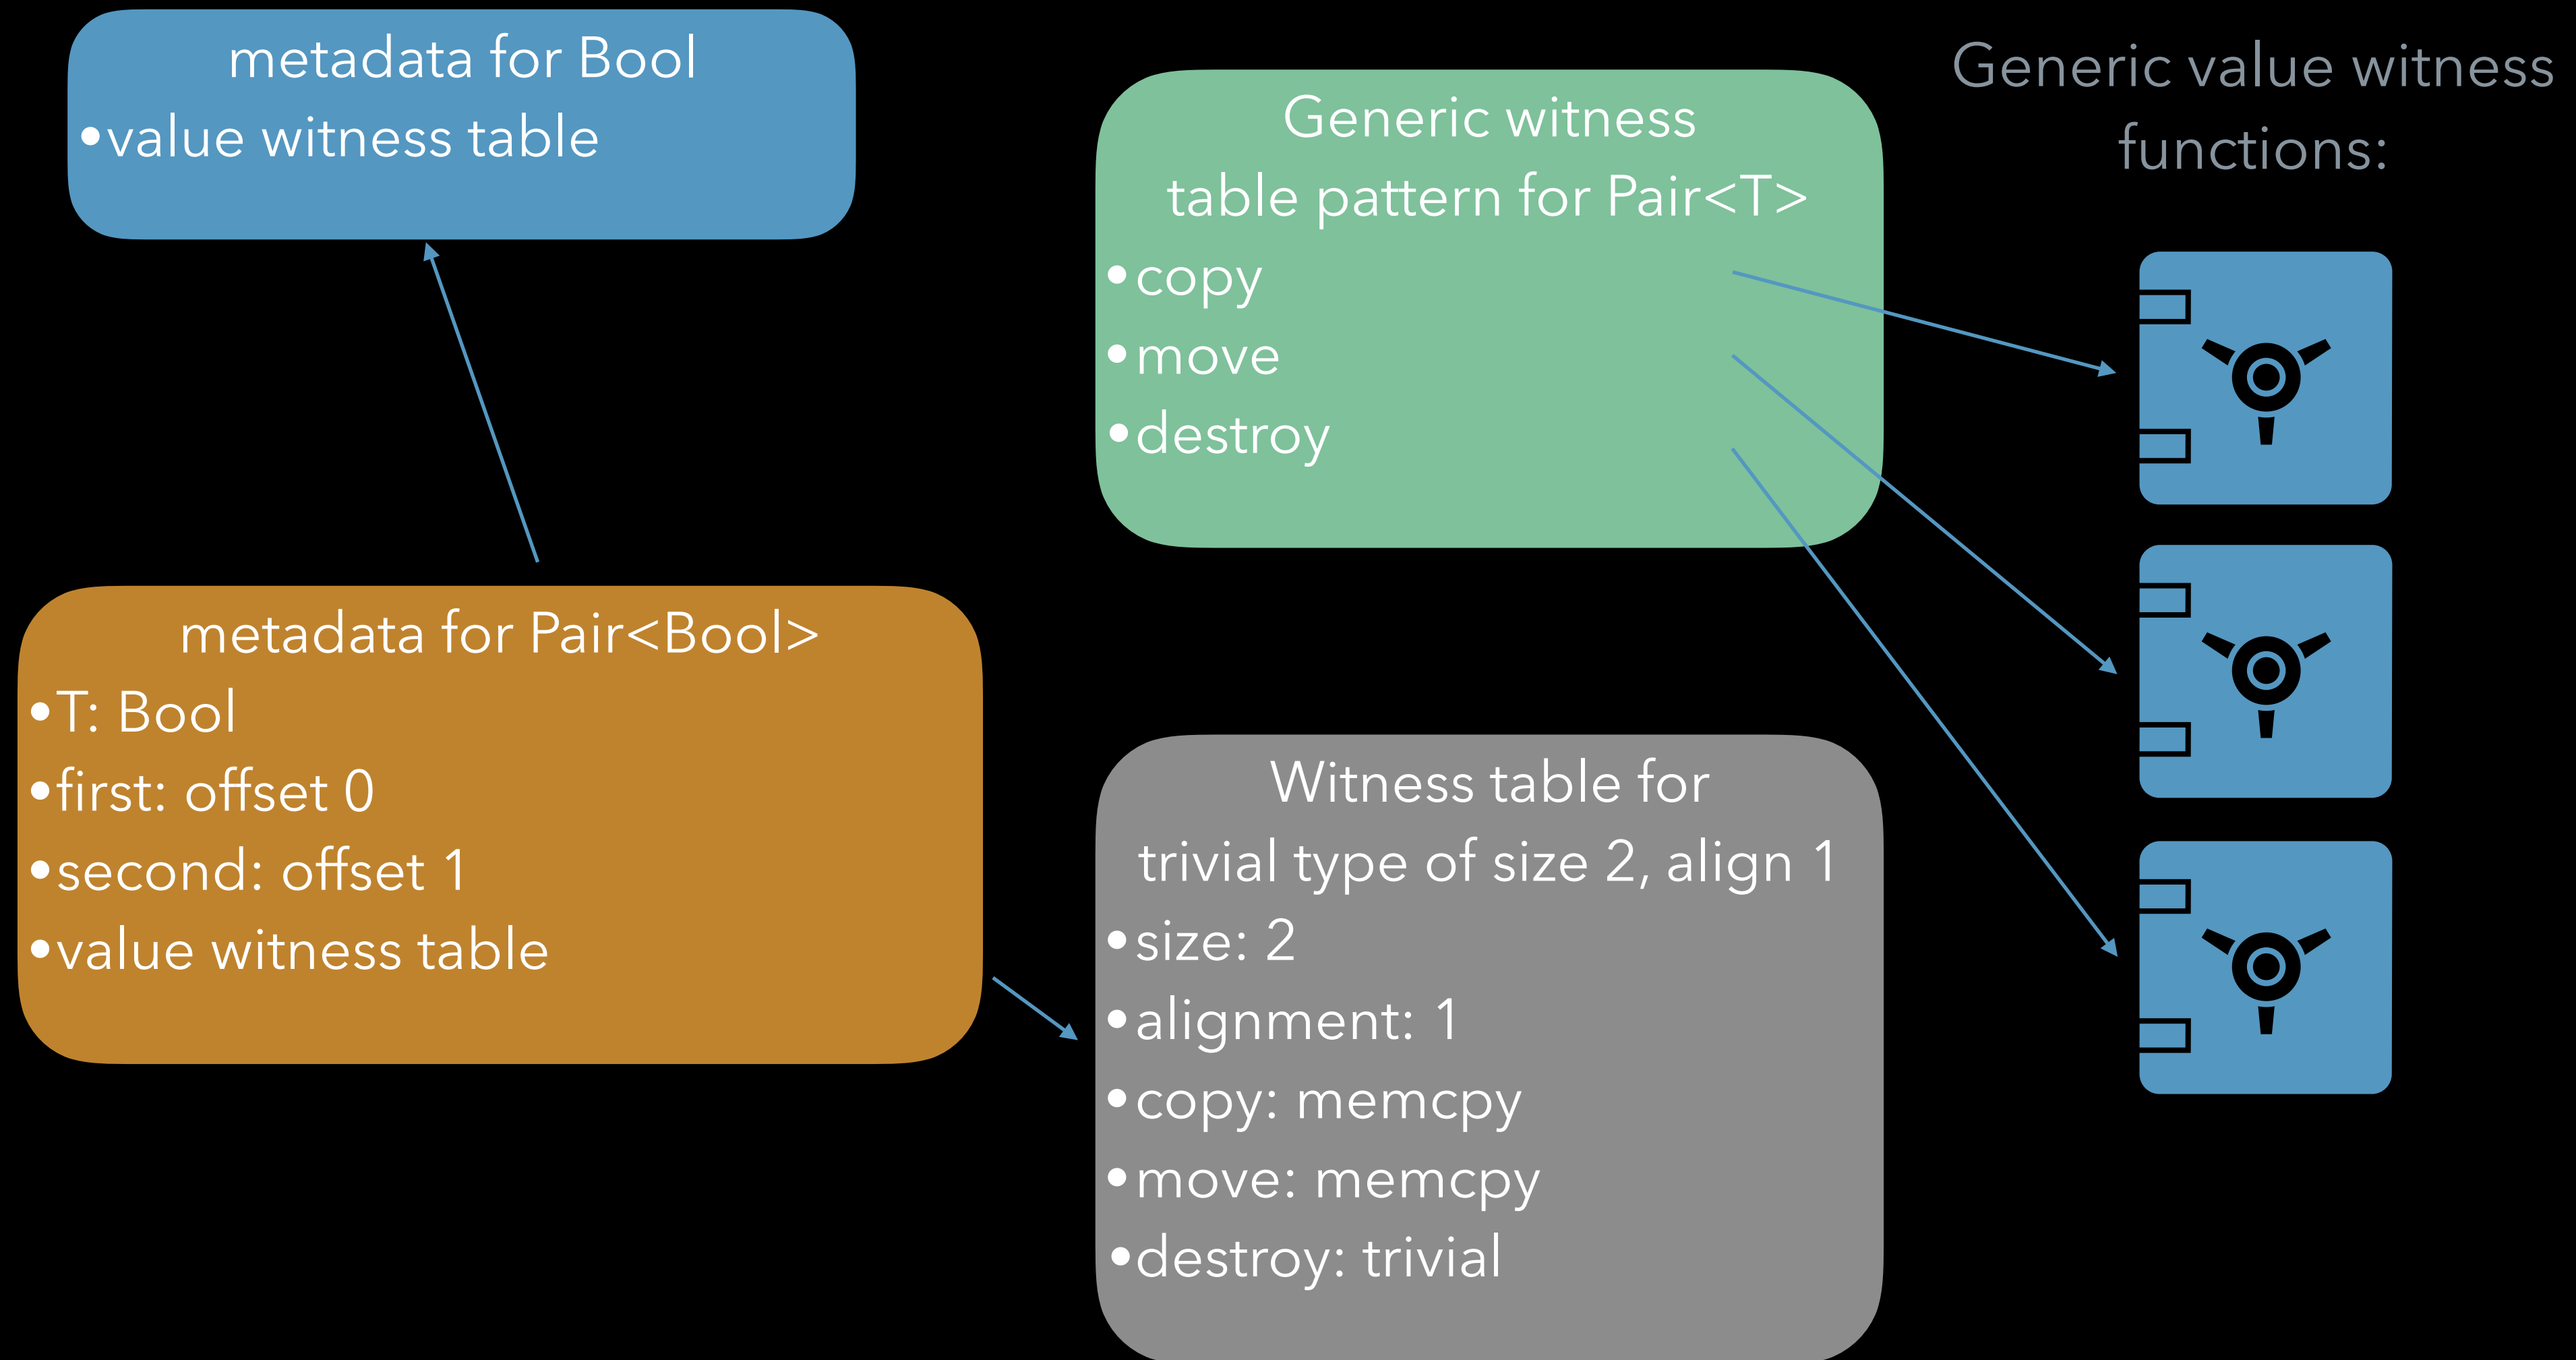 metadata for Bool
•value witness table
Generic witness
table pattern for Pair<T>
•copy
•move
•destroy
Generic value witness
functions:
metadata for Pair<Bool>
•T: Bool
•first: offset 0
•second: offset 1
•value witness table
Witness table for
trivial type of size 2, align 1
•size: 2
•alignment: 1
•copy: memcpy
•move: memcpy
•destroy: trivial